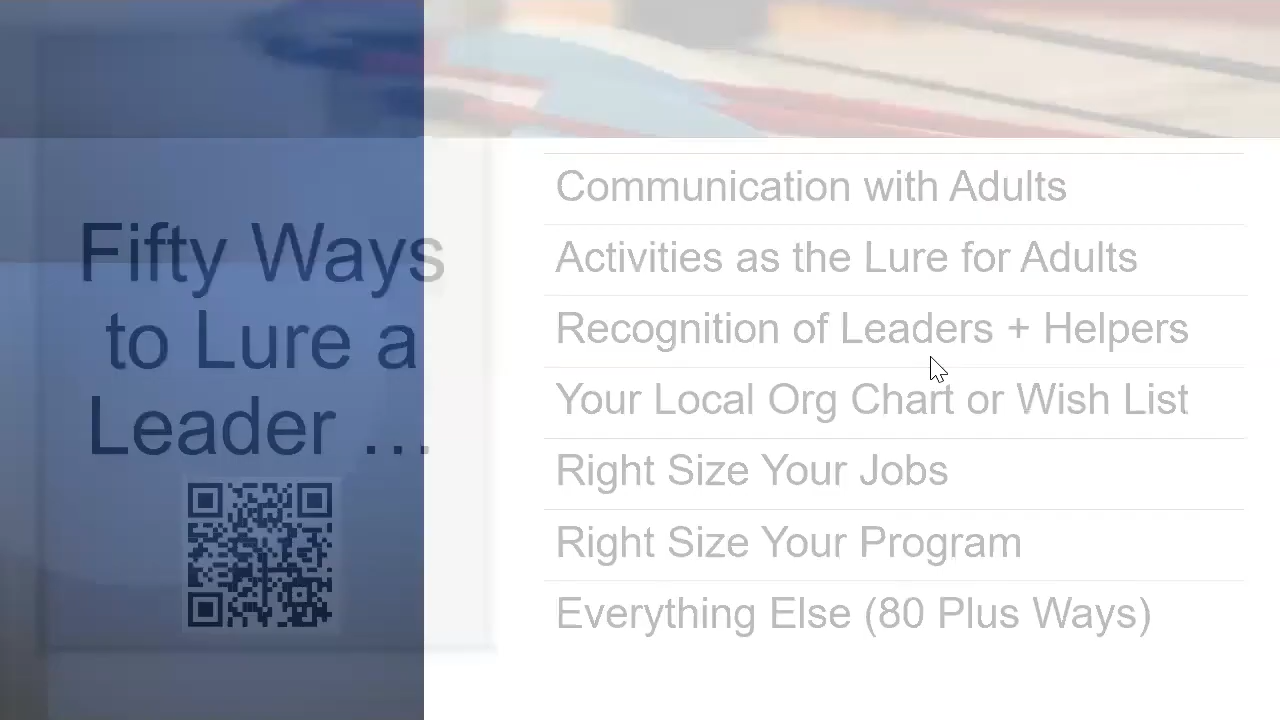 Fifty Ways
to Lure a
Leader ...
Communication with Adults
Activities as the Lure for Adults
Recognition of Leaders + Helpers
Your Local Org Chart or Wish List
Right Size Your Jobs
Right Size Your Program
Everything Else (80 Plus Ways)